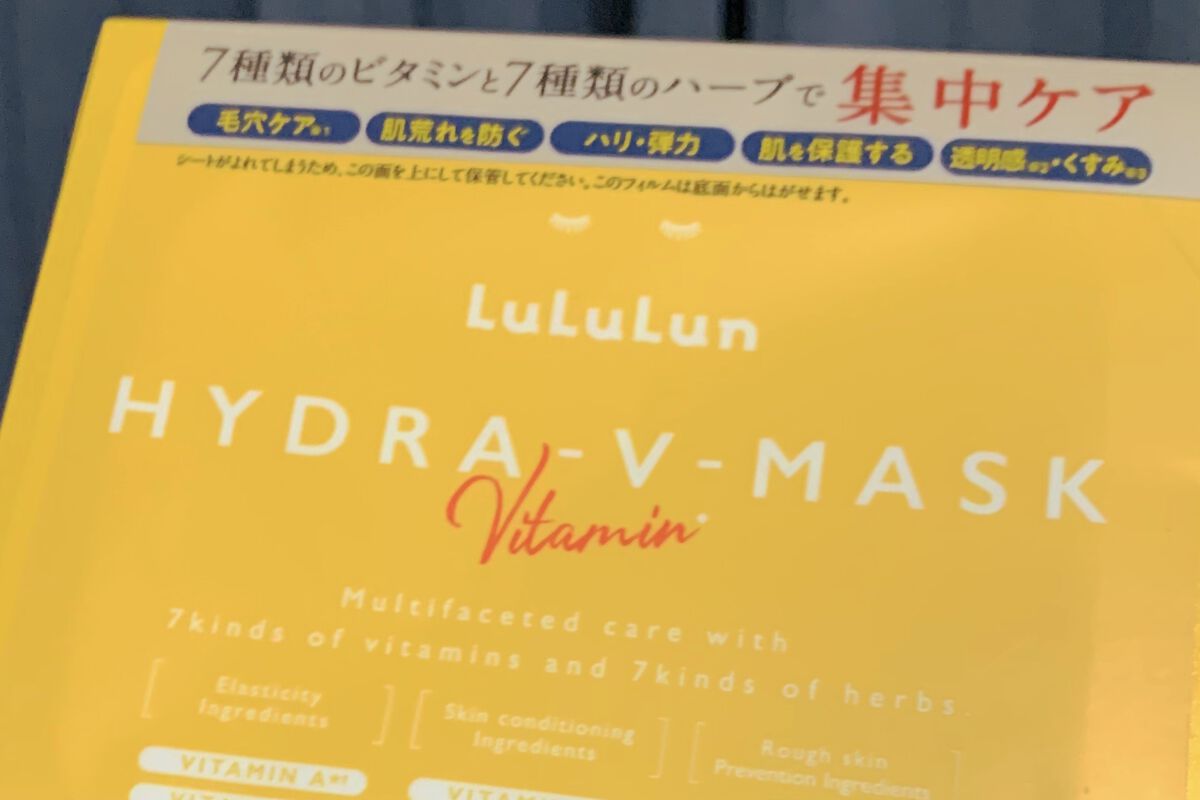 7種類のビタミンと7種類のハーブで 集中ケア
毛穴ケア※1 肌荒れを防ぐ ハリ・弾力 肌を保護する 透明感※2・くすみ※3
シートがよれてしまうため、この面を上にして保管してください。このフィルムは底面からはがせます。
LuLuLun
HYDRA-V-MASK
Vitamin.
Multifaceted care with
7kinds of vitamins and 7kinds of herbs.
Elasticity
Ingredients
Skin conditioning
Ingredients
Rough skin
Prevention Ingredients
VITAMIN A
VITAMIN